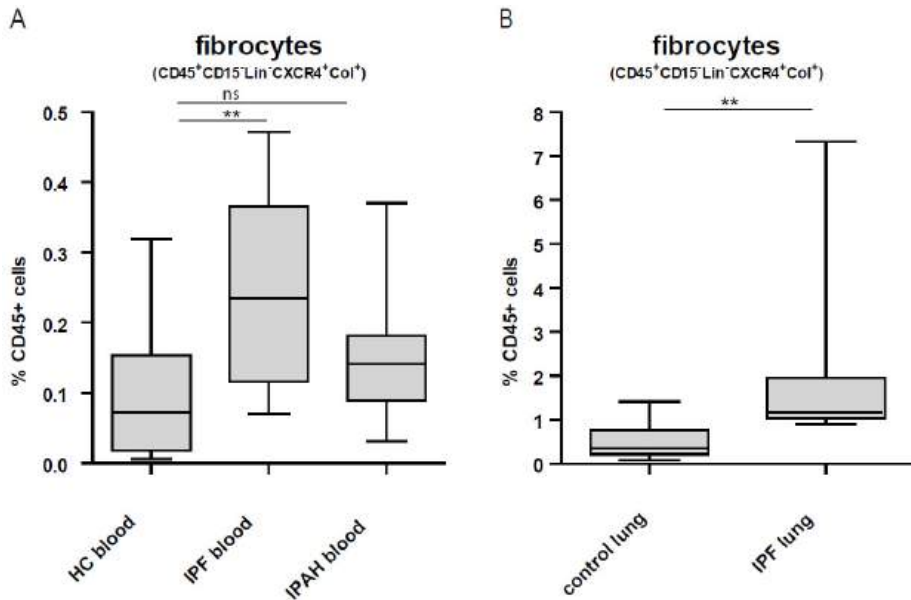 A
fibrocytes
(CD45⁺CD15⁻Lin⁻CXCR4⁺Col⁺)
ns
**
0.5
0.4
0.3
0.2
0.1
0.0
% CD45+ cells
HC blood
IPF blood
IPAH blood
B
fibrocytes
(CD45⁺CD15⁻Lin⁻CXCR4⁺Col⁺)
**
8
7
6
5
4
3
2
1
0
% CD45+ cells
control lung
IPF lung